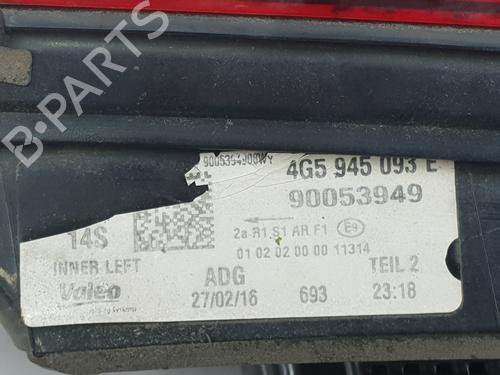 90053949000WY
4G5 945 093 E
90053949
14S
2a R1 S1 AR F1 E9
01 02 02 00 00 11314
INNER LEFT
ADG
TEIL 2
Valeo
27/02/16
693
23:18
B-PARTS